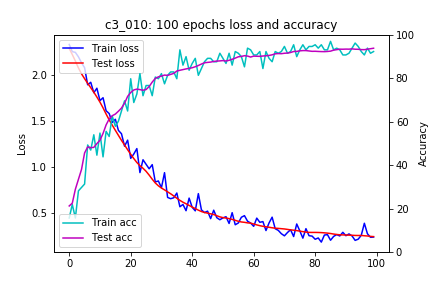 c3_010: 100 epochs loss and accuracy
Train loss
Test loss
Train acc
Test acc
Loss
2.0
1.5
1.0
0.5
Accuracy
100
80
60
40
20
0
0 20 40 60 80 100